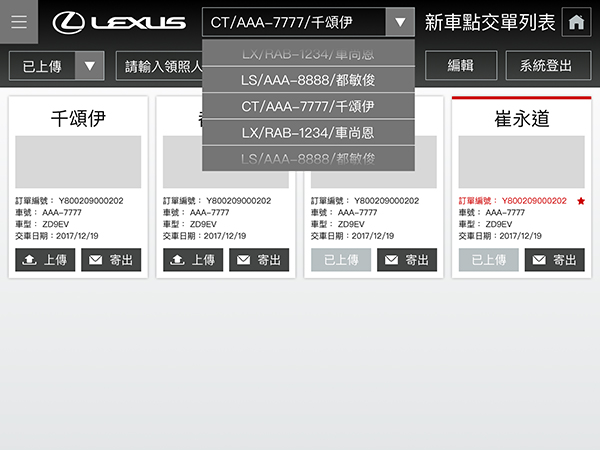 LEXUS
CT/AAA-7777/千頌伊
新車點交單列表
已上傳
請輸入領照人
編輯
系統登出
LX/RAB-1234/車尚恩
LS/AAA-8888/都敏俊
CT/AAA-7777/千頌伊
LX/RAB-1234/車尚恩
LS/AAA-8888/都敏俊
千頌伊
訂單編號: Y800209000202
車號: AAA-7777
車型: ZD9EV
交車日期:2017/12/19
上傳
寄出
訂單編號: Y800209000202
車號: AAA-7777
車型: ZD9EV
交車日期:2017/12/19
上傳
寄出
訂單編號: Y800209000202
車號: AAA-7777
車型: ZD9EV
交車日期:2017/12/19
已上傳
寄出
崔永道
訂單編號: Y800209000202
車號: AAA-7777
車型: ZD9EV
交車日期:2017/12/19
已上傳
寄出